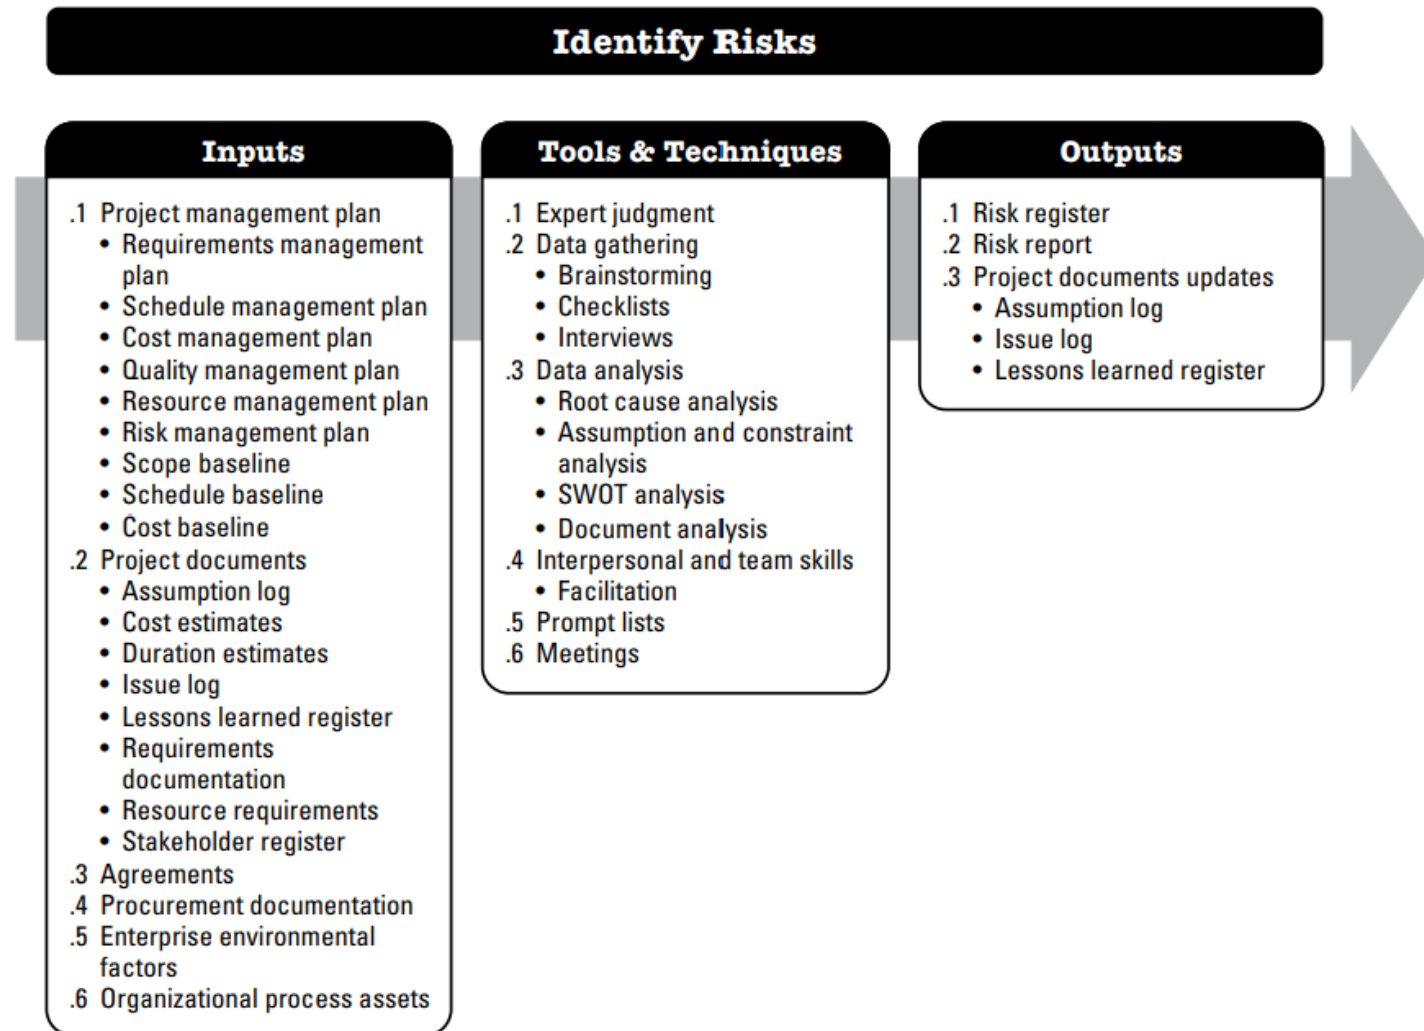 Identify Risks
Inputs
.1 Project management plan
• Requirements management
plan
• Schedule management plan
• Cost management plan
• Quality management plan
• Resource management plan
• Risk management plan
• Scope baseline
• Schedule baseline
• Cost baseline
.2 Project documents
• Assumption log
• Cost estimates
• Duration estimates
• Issue log
• Lessons learned register
• Requirements
documentation
• Resource requirements
• Stakeholder register
.3 Agreements
.4 Procurement documentation
.5 Enterprise environmental
factors
.6 Organizational process assets
Tools & Techniques
.1 Expert judgment
.2 Data gathering
• Brainstorming
• Checklists
• Interviews
.3 Data analysis
• Root cause analysis
• Assumption and constraint
analysis
• SWOT analysis
• Document analysis
.4 Interpersonal and team skills
• Facilitation
.5 Prompt lists
.6 Meetings
Outputs
.1 Risk register
.2 Risk report
.3 Project documents updates
• Assumption log
• Issue log
• Lessons learned register